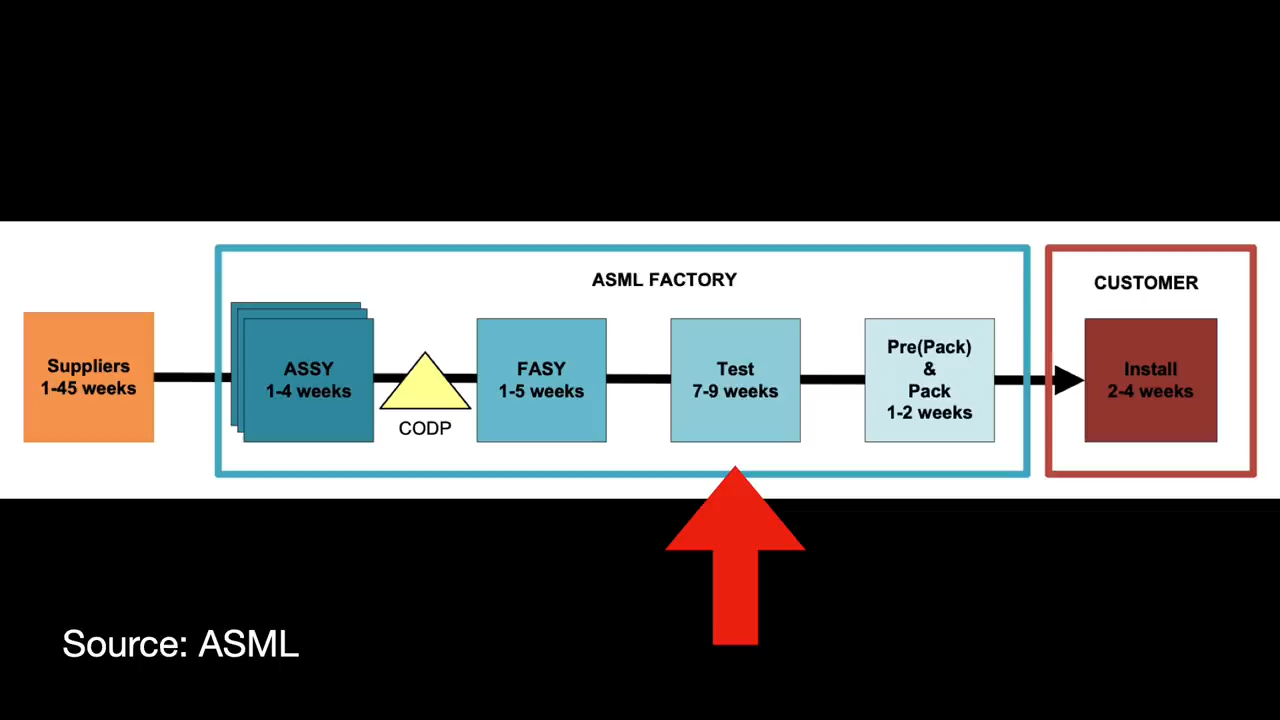 ASML FACTORY
CUSTOMER
Suppliers
1-45 weeks
ASSY
1-4 weeks
CODP
FASY
1-5 weeks
Test
7-9 weeks
Pre(Pack)
&
Pack
1-2 weeks
Install
2-4 weeks
Source: ASML